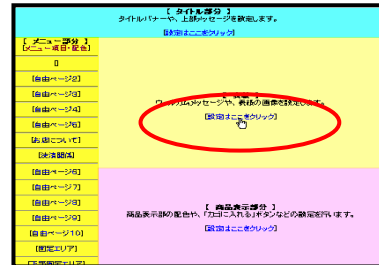 [ タイトル部分 ]
タイトルバナーや、上部メッセージを設定します。
[設定はここをクリック]
[ メニュー部分 ]
[メニュー項目・配色]
[]
[自由ページ2]
[自由ページ3]
[自由ページ4]
[自由ページ5]
[お店について]
[決済関係]
[自由ページ6]
[自由ページ7]
[自由ページ8]
[自由ページ9]
[自由ページ10]
[固定エリア]
ウェルカムメッセージや、表紙の画像を設定します。
[設定はここをクリック]
[ 商品表示部分 ]
商品表示部の配色や、「カゴに入れる」ボタンなどの設定を行います。
[設定はここをクリック]